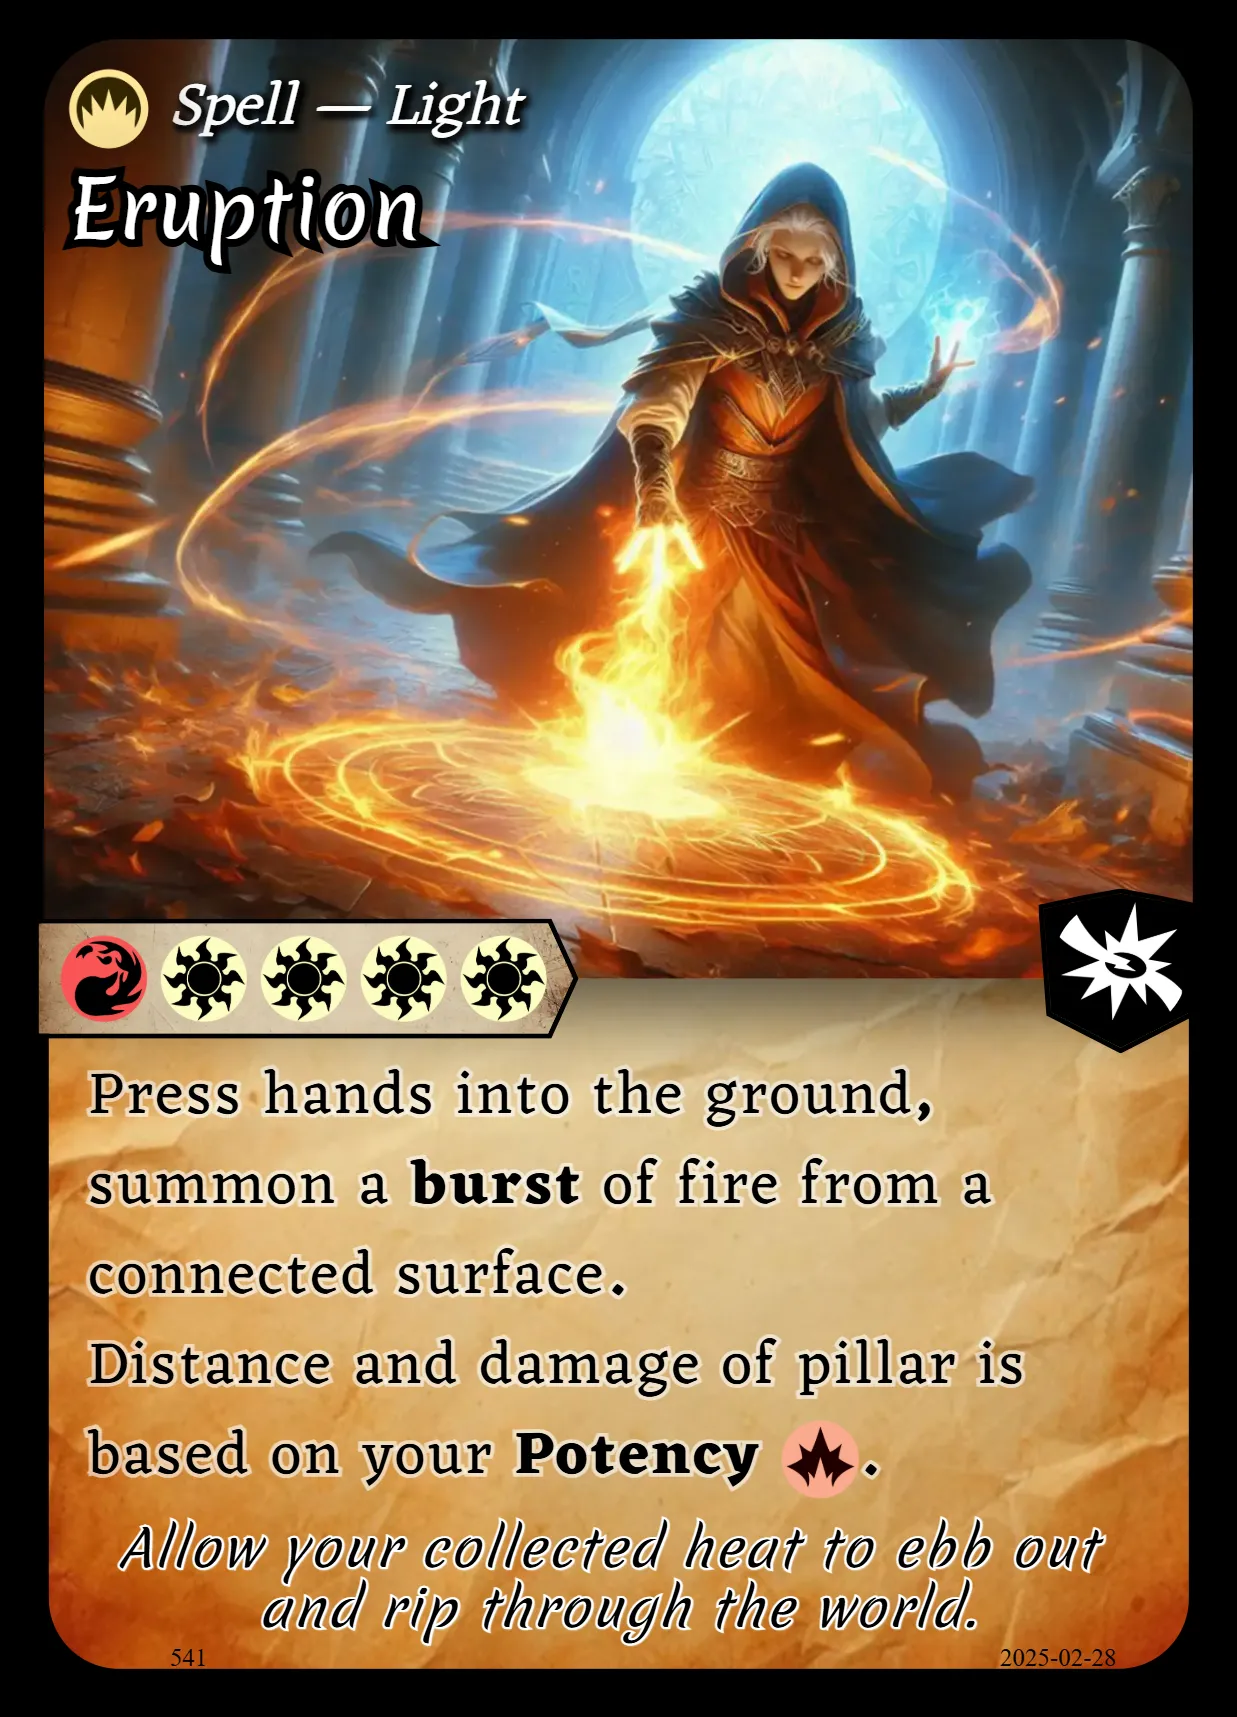 Spell — Light
Eruption
Press hands into the ground,
summon a burst of fire from a
connected surface.
Distance and damage of pillar is
based on your Potency .
Allow your collected heat to ebb out
and rip through the world.
541
2025-02-28